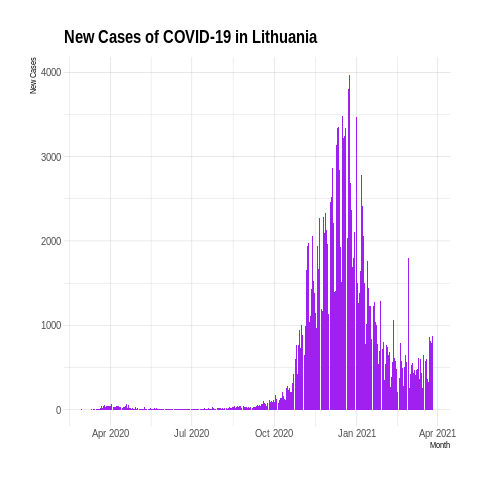 New Cases of COVID-19 in Lithuania
New Cases
4000
3000
2000
1000
0
Apr 2020
Jul 2020
Oct 2020
Jan 2021
Apr 2021
Month